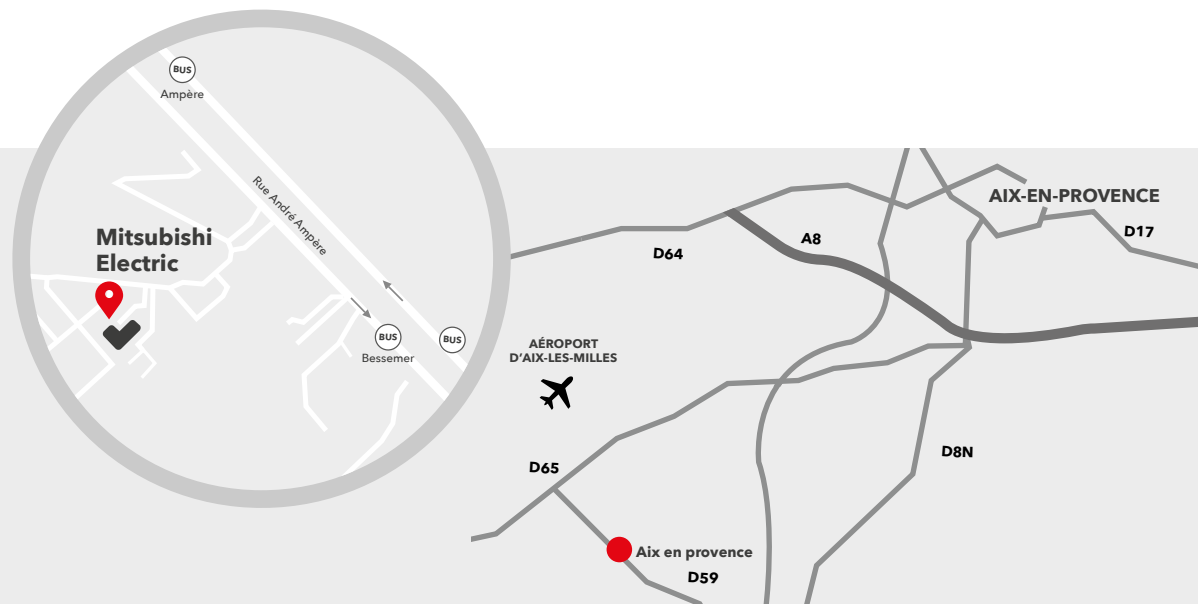 BUS
Ampère
Rue André Ampère
Mitsubishi
Electric
BUS
Bessemer
BUS
AIX-EN-PROVENCE
D17
A8
D64
AÉROPORT
D'AIX-LES-MILLES
D8N
D65
Aix en provence
D59